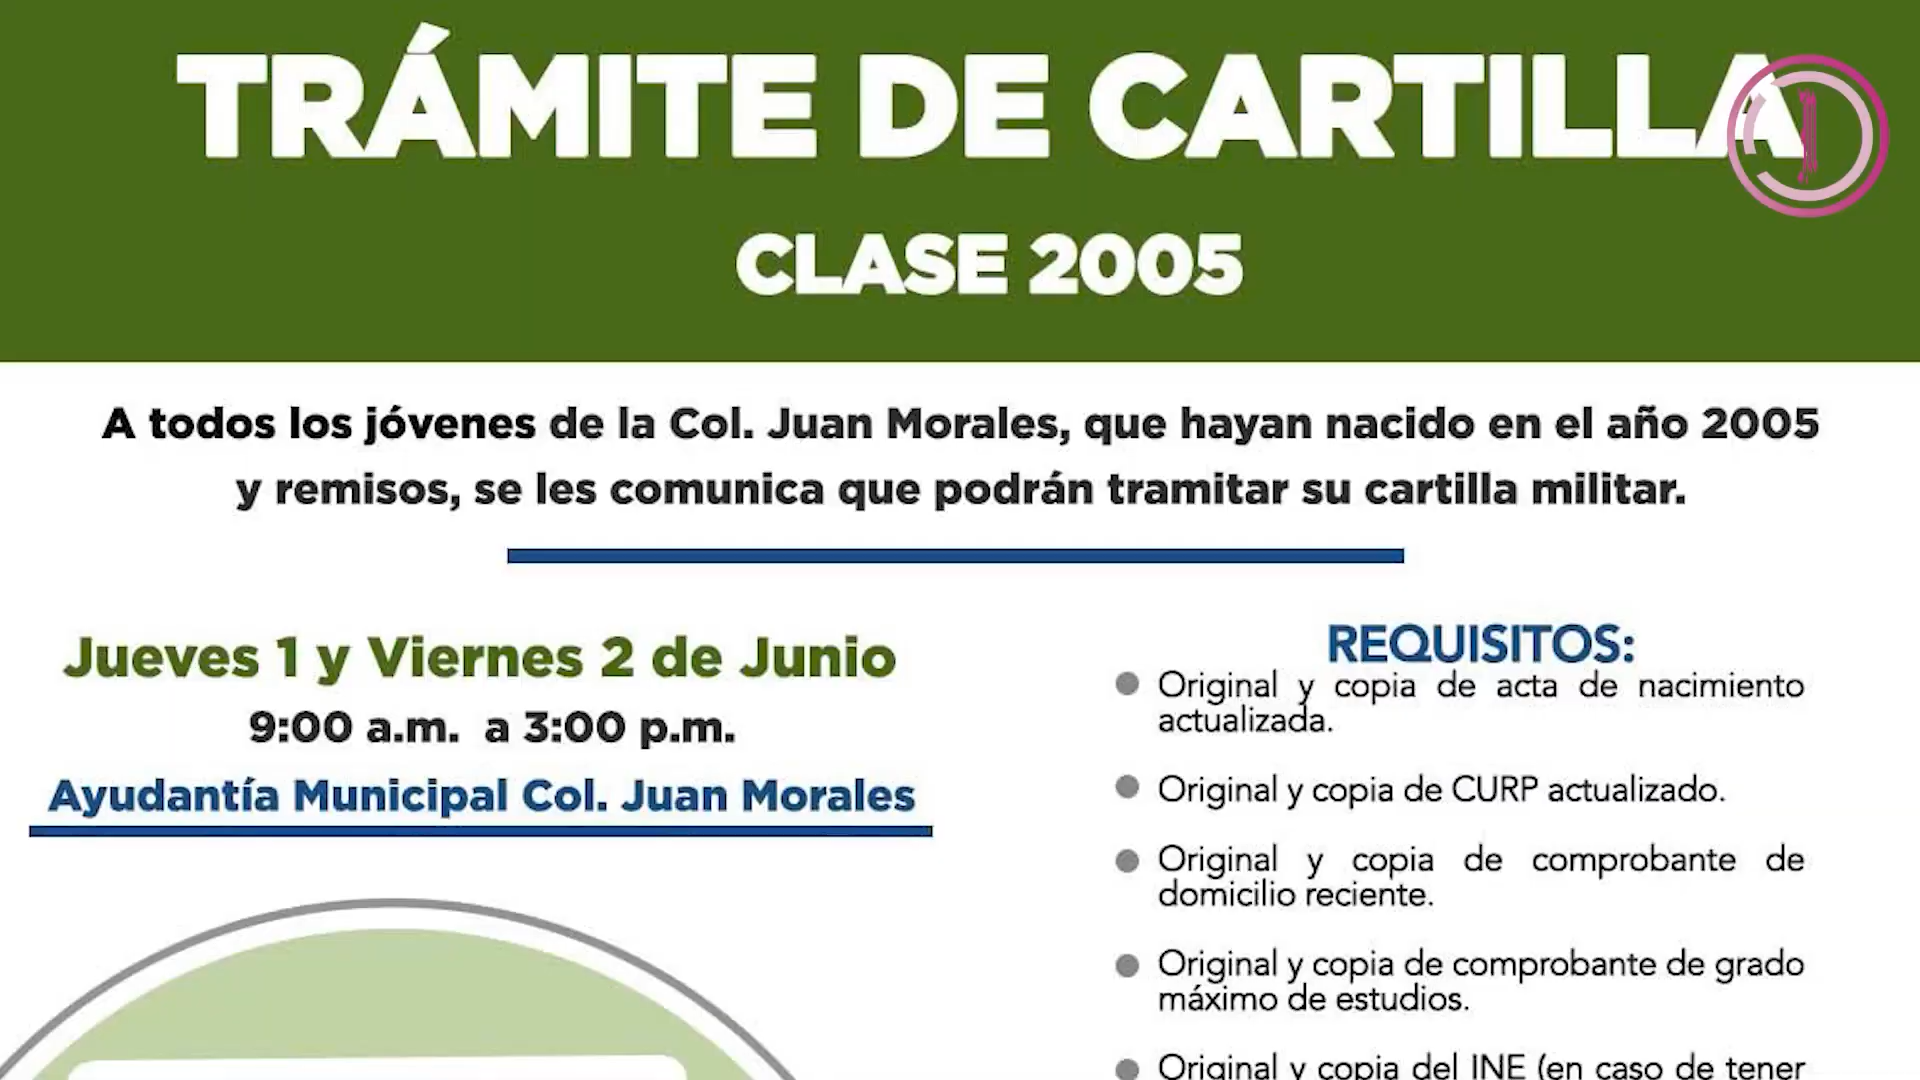 TRÁMITE DE CARTILLA
CLASE 2005
A todos los jóvenes de la Col. Juan Morales, que hayan nacido en el año 2005
y remisos, se les comunica que podrán tramitar su cartilla militar.
Jueves 1 y Viernes 2 de Junio
9:00 a.m. a 3:00 p.m.
Ayudantía Municipal Col. Juan Morales
REQUISITOS:
Original y copia de acta de nacimiento
actualizada.
Original y copia de CURP actualizado.
Original y copia de comprobante de
domicilio reciente.
Original y copia de comprobante de grado
máximo de estudios.
Original y copia del INE (en caso de tener